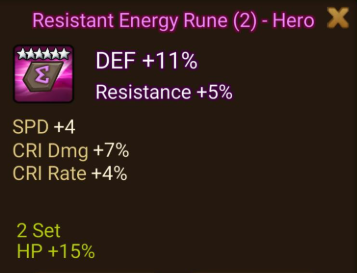 Resistant Energy Rune (2) - Hero
DEF +11%
Resistance +5%
SPD +4
CRI Dmg +7%
CRI Rate +4%
2 Set
HP +15%